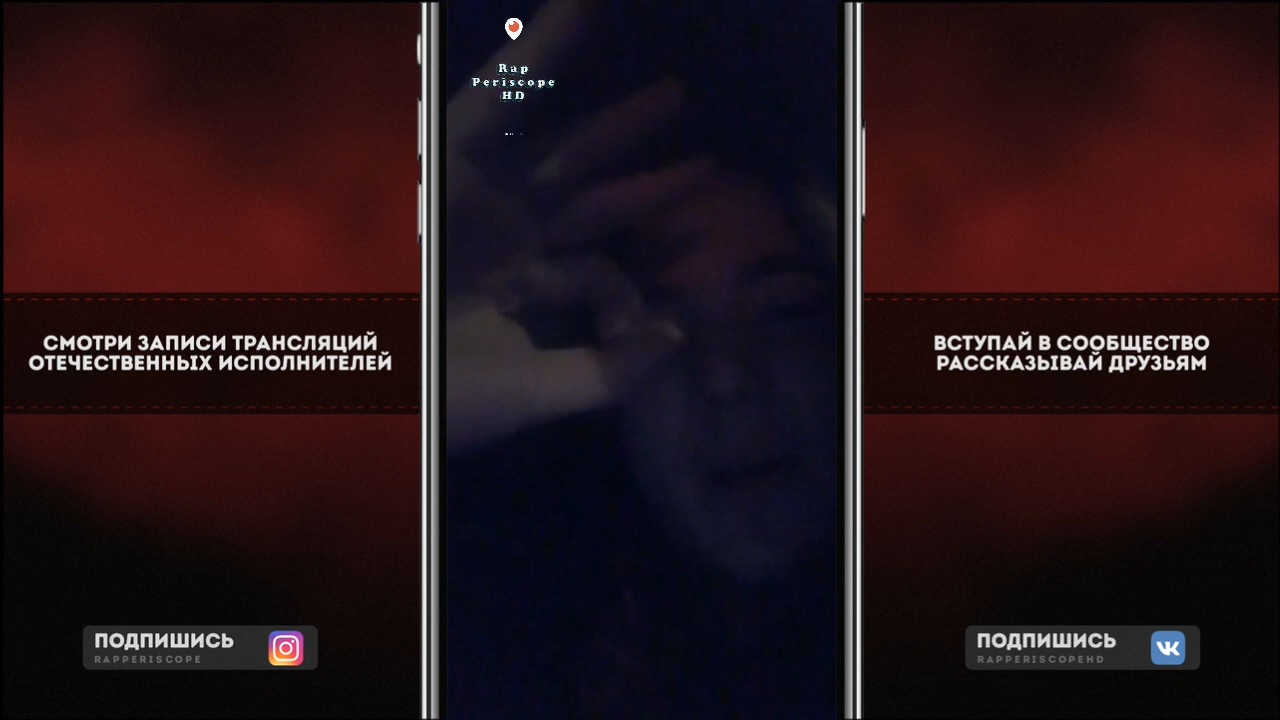 Rap
Periscope
HD
СМОТРИ ЗАПИСИ ТРАНСЛЯЦИЙ
ОТЕЧЕСТВЕННЫХ ИСПОЛНИТЕЛЕЙ
ВСТУПАЙ В СООБЩЕСТВО
РАССКАЗЫВАЙ ДРУЗЬЯМ
ПОДПИШИСЬ
RAPPERISCOPE
ПОДПИШИСЬ
RAPPERISCOPEHD